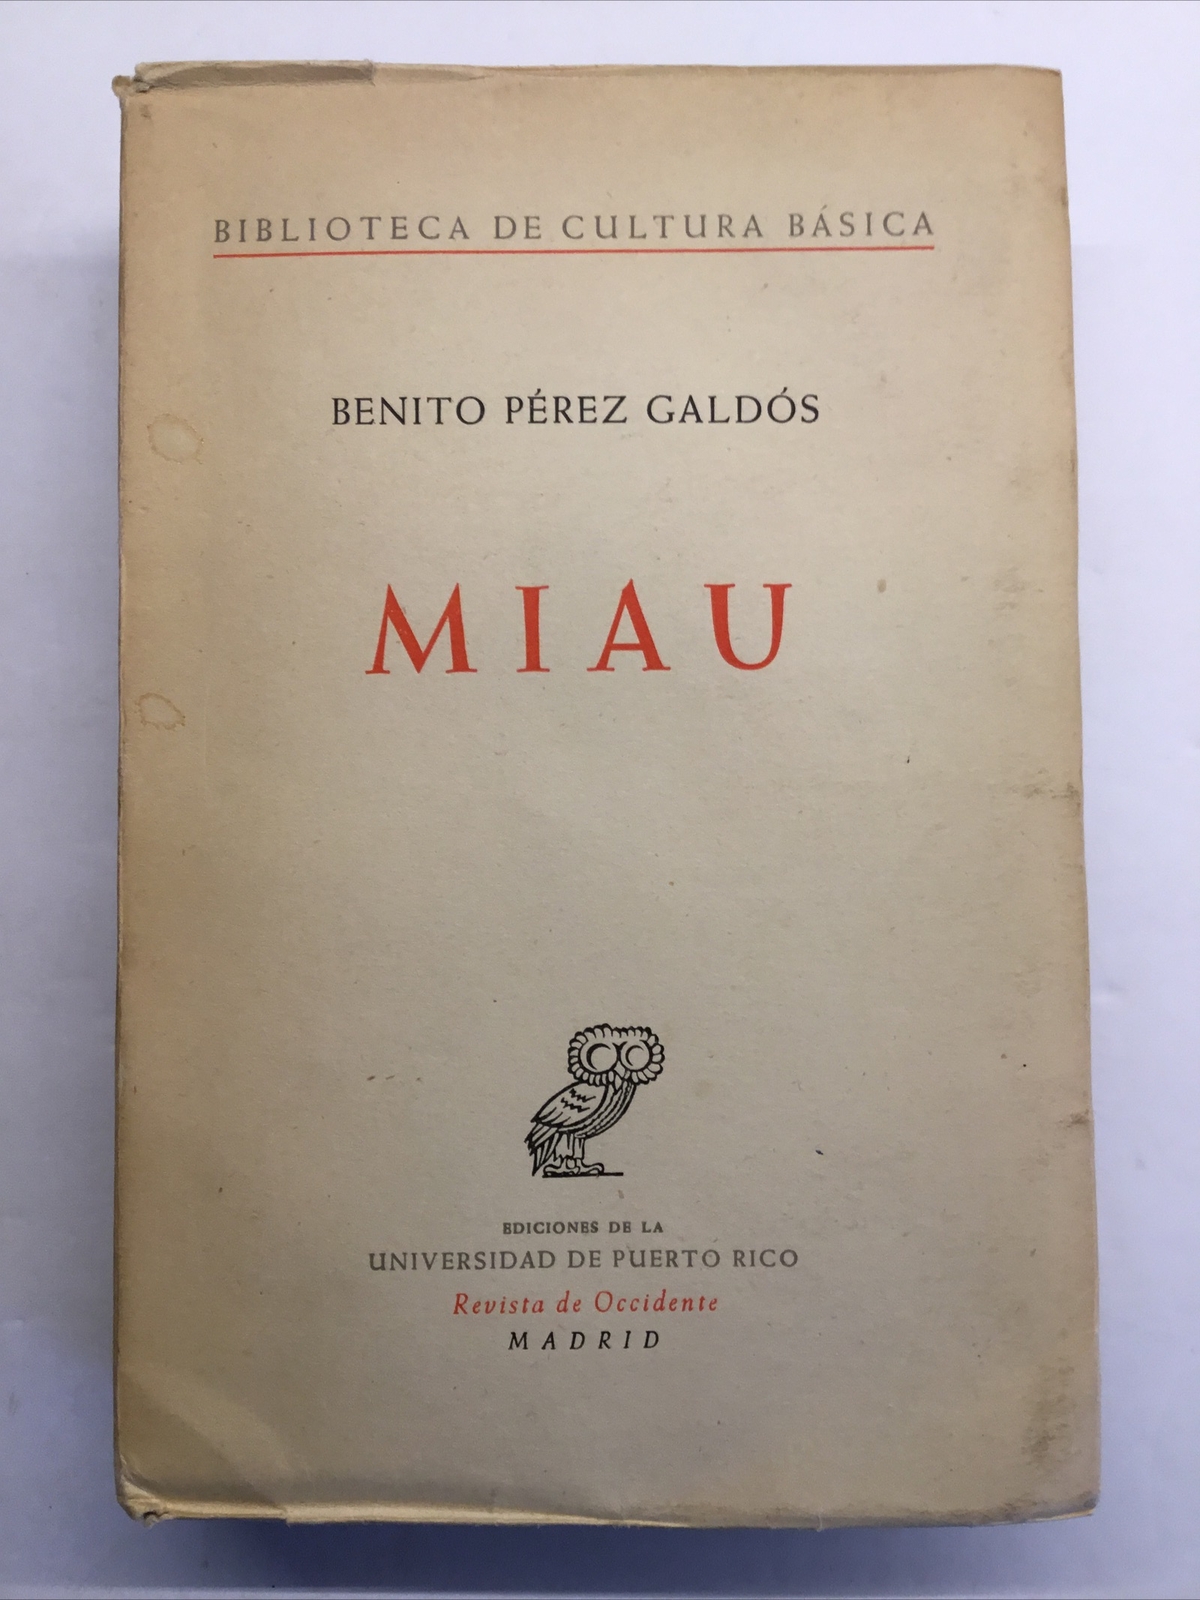 BIBLIOTECA DE CULTURA BÁSICA
BENITO PÉREZ GALDÓS
MIAU
EDICIONES DE LA
UNIVERSIDAD DE PUERTO RICO
Revista de Occidente
MADRID